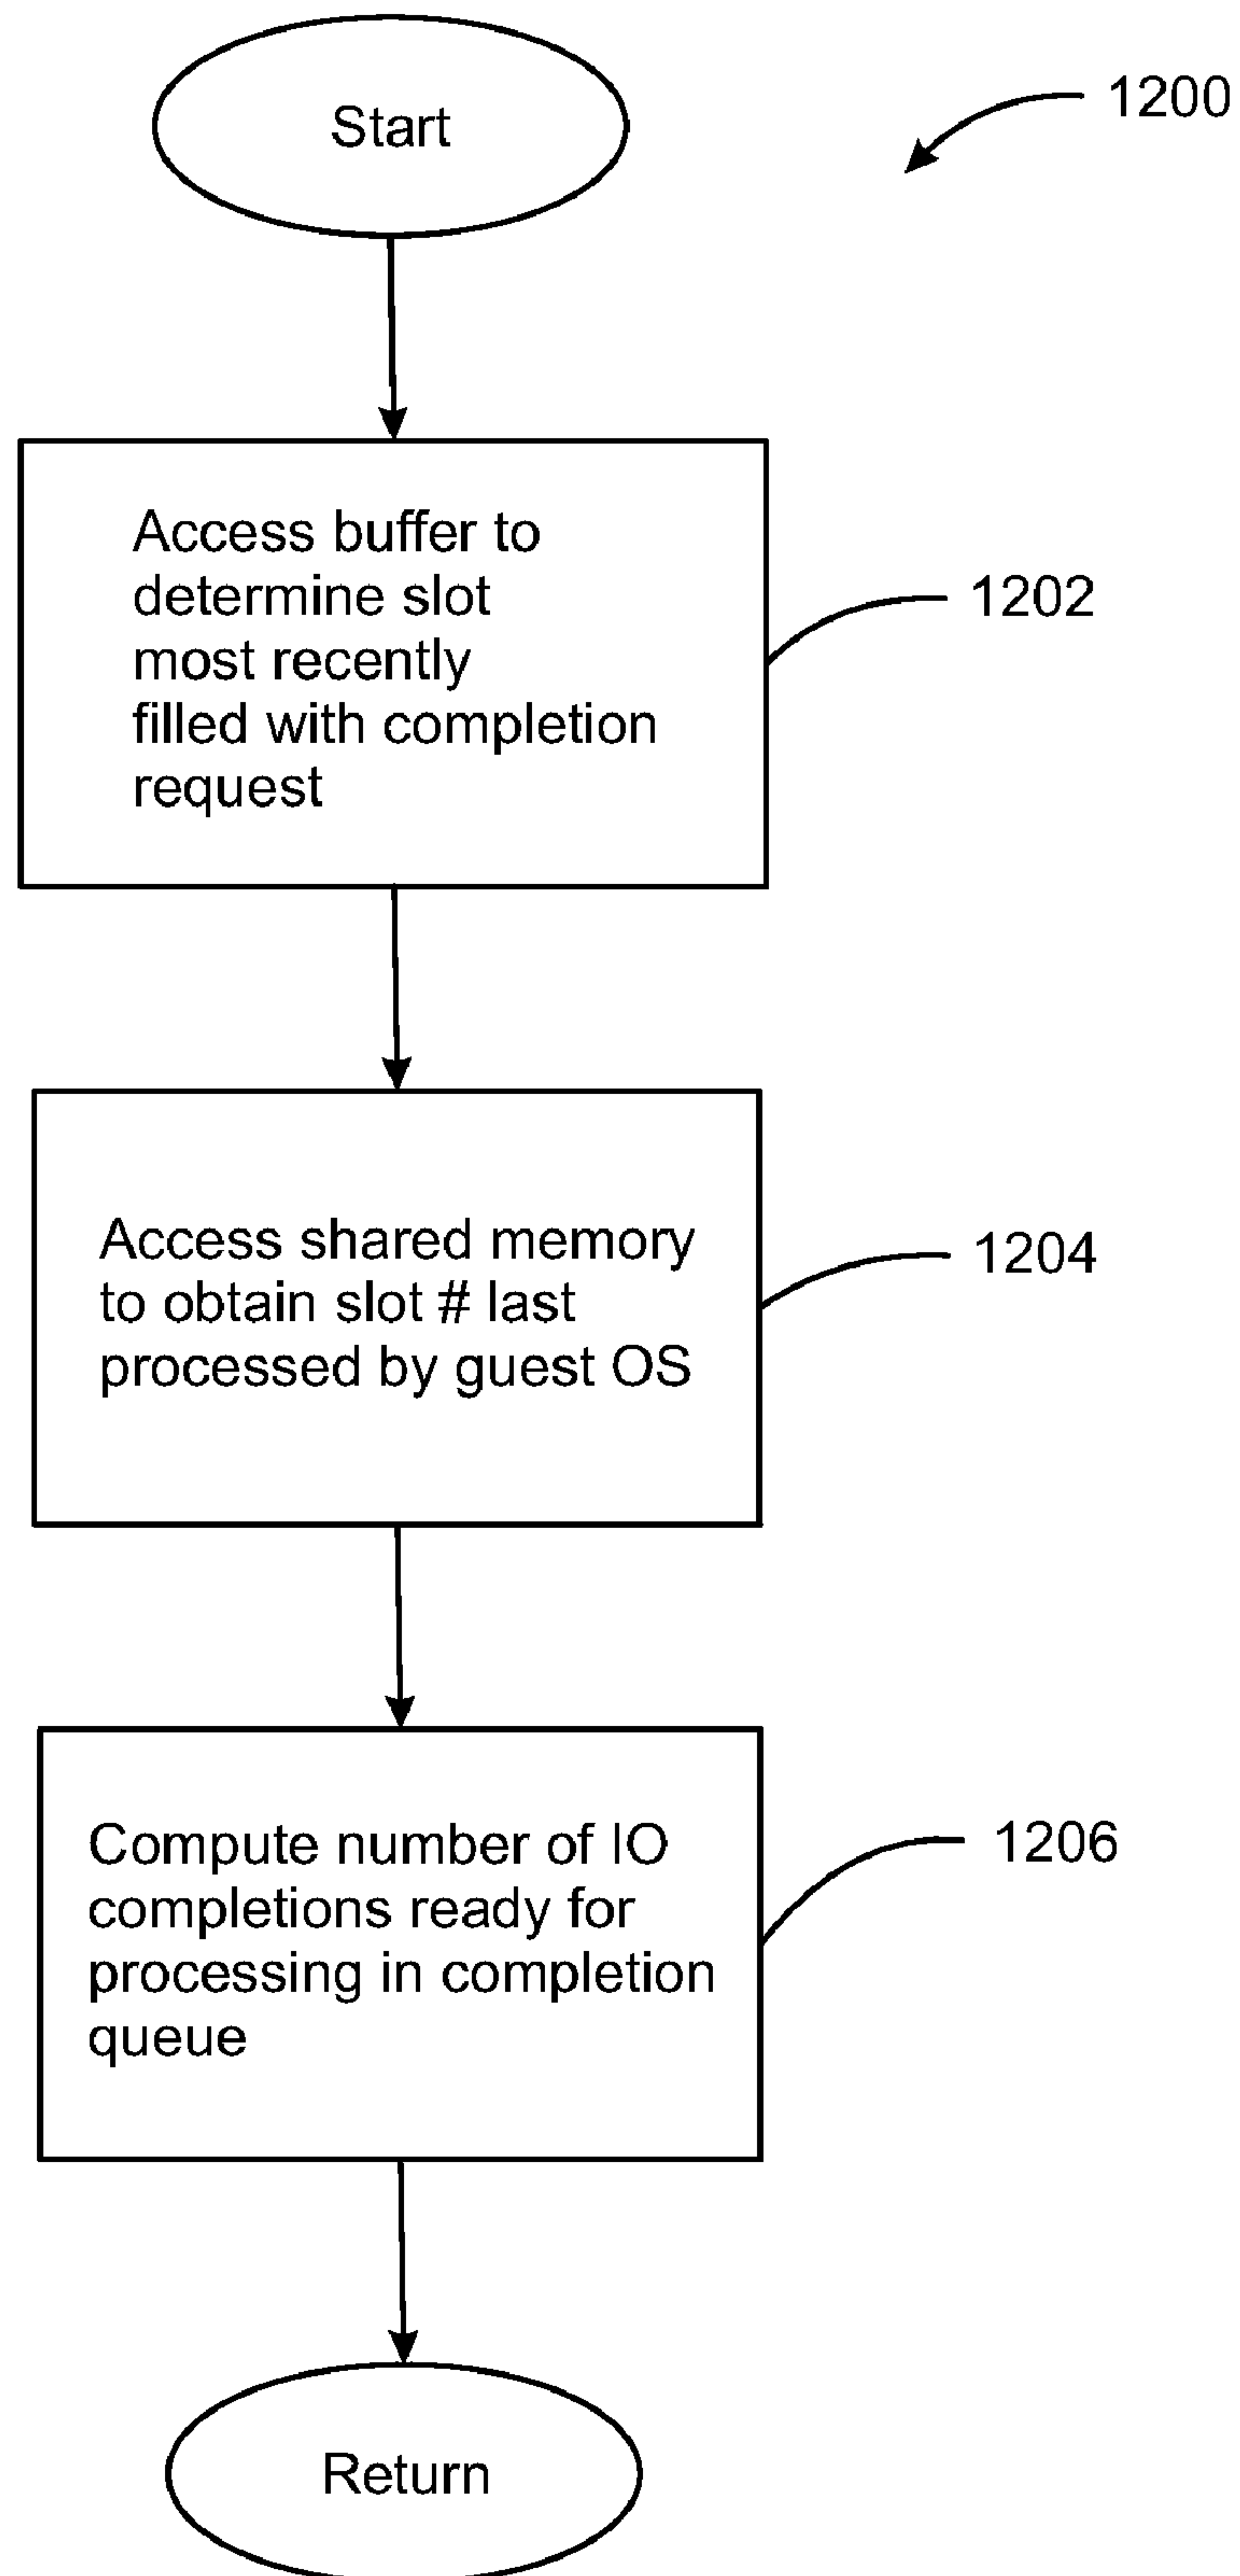 Start
1200
Access buffer to
determine slot
most recently
filled with completion
request
1202
Access shared memory
to obtain slot # last
processed by guest OS
1204
Compute number of IO
completions ready for
processing in completion
queue
1206
Return